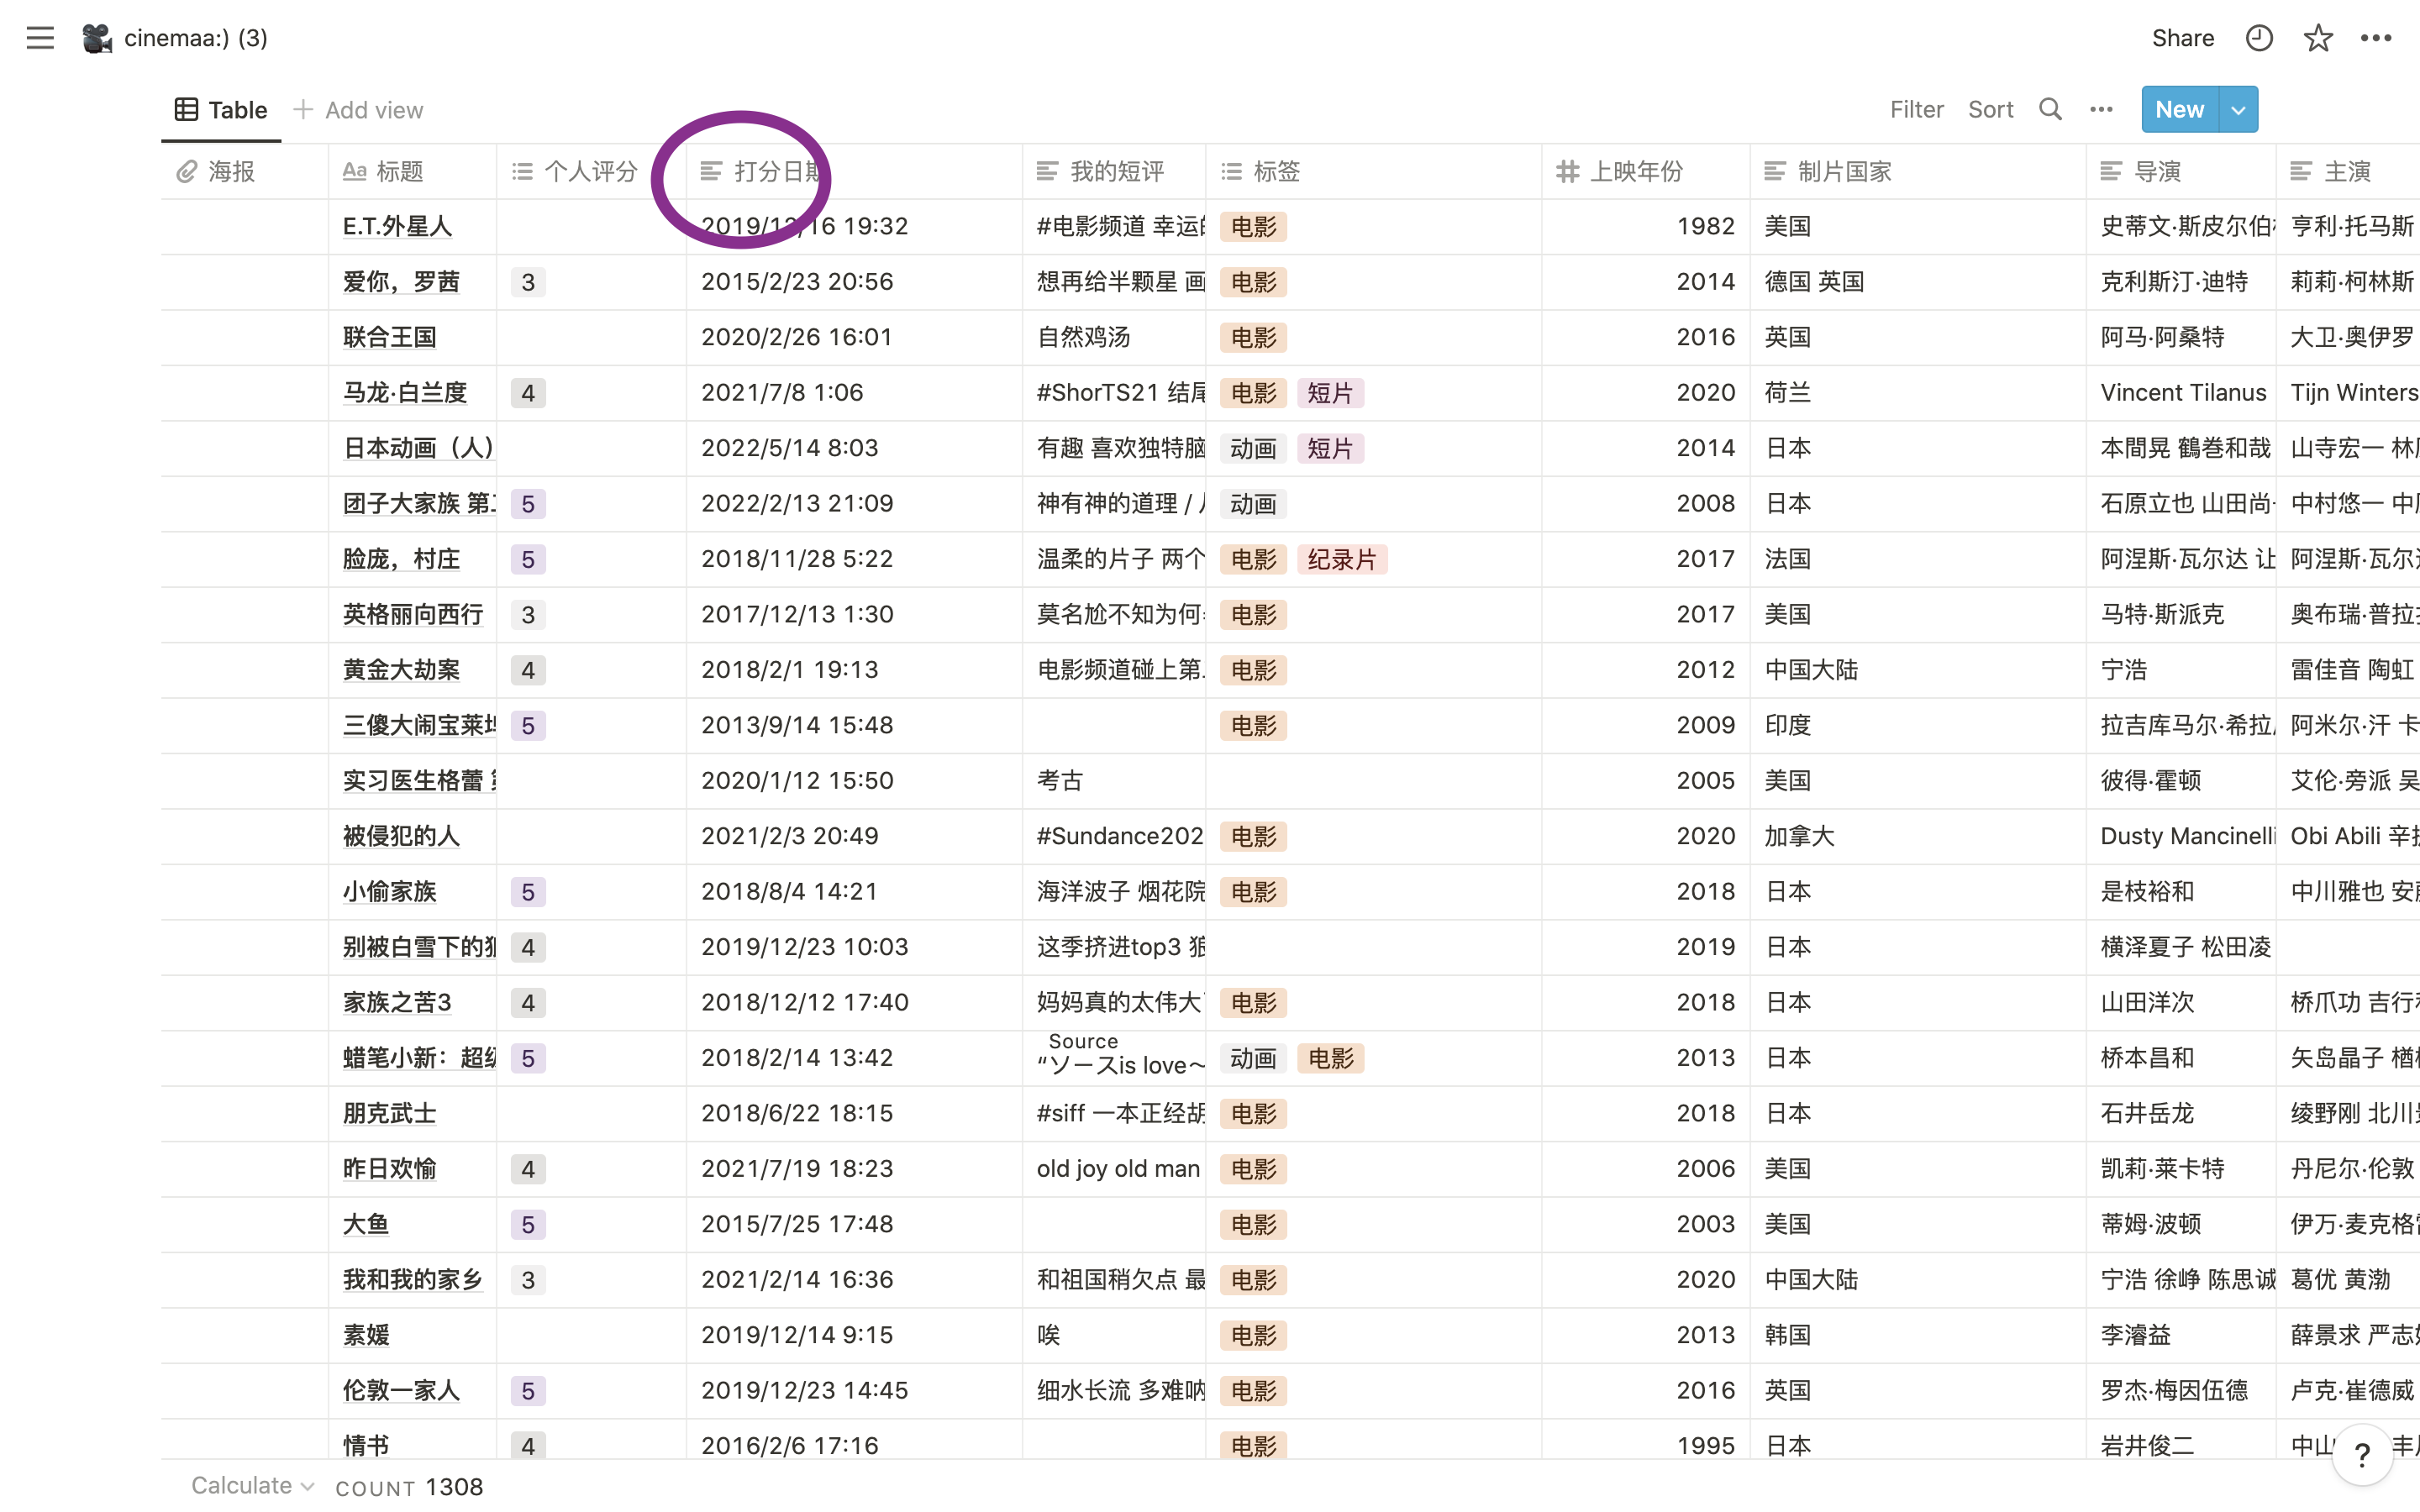 cinemaa:) (3)
Share
Table
Add view
Filter
Sort
New
海报 标题 个人评分 打分日期 我的短评 标签 上映年份 制片国家 导演 主演
E.T.外星人 2019/12/16 19:32 #电影频道 幸运 电影 1982 美国 史蒂文·斯皮尔伯 亨利·托马斯
爱你，罗茜 3 2015/2/23 20:56 想再给半颗星 画 电影 2014 德国 英国 克利斯汀·迪特 莉莉·柯林斯
联合王国 2020/2/26 16:01 自然鸡汤 电影 2016 英国 阿马·阿桑特 大卫·奥伊罗
马龙·白兰度 4 2021/7/8 1:06 #ShorTS21 结尾 电影 短片 2020 荷兰 Vincent Tilanus Tijn Winters
日本动画（人） 2022/5/14 8:03 有趣 喜欢独特脑 动画 短片 2014 日本 本間晃 鶴巻和哉 山寺宏一 林
团子大家族 第 5 2022/2/13 21:09 神有神的道理 / 动画 2008 日本 石原立也 山田尚 中村悠一 中
脸庞，村庄 5 2018/11/28 5:22 温柔的片子 两个 电影 纪录片 2017 法国 阿涅斯·瓦尔达 让 阿涅斯·瓦尔
英格丽向西行 3 2017/12/13 1:30 莫名尬不知为何 电影 2017 美国 马特·斯派克 奥布瑞·普拉
黄金大劫案 4 2018/2/1 19:13 电影频道碰上第 电影 2012 中国大陆 宁浩 雷佳音 陶虹
三傻大闹宝莱坞 5 2013/9/14 15:48 电影 2009 印度 拉吉库马尔·希拉 阿米尔·汗 卡
实习医生格蕾 2020/1/12 15:50 考古 2005 美国 彼得·霍顿 艾伦·旁派 吴
被侵犯的人 2021/2/3 20:49 #Sundance202 电影 2020 加拿大 Dusty Mancinelli Obi Abili 辛
小偷家族 5 2018/8/4 14:21 海洋波子 烟花院 电影 2018 日本 是枝裕和 中川雅也 安
别被白雪下的狼 4 2019/12/23 10:03 这季挤进top3 狼 2019 日本 横泽夏子 松田凌
家族之苦3 4 2018/12/12 17:40 妈妈真的太伟大 电影 2018 日本 山田洋次 桥爪功 吉行
Source
蜡笔小新：超级 5 2018/2/14 13:42 “ソースis love～ 动画 电影 2013 日本 桥本昌和 矢岛晶子 楢
朋克武士 2018/6/22 18:15 #siff 一本正经胡 电影 2018 日本 石井岳龙 绫野刚 北川
昨日欢愉 4 2021/7/19 18:23 old joy old man 电影 2006 美国 凯莉·莱卡特 丹尼尔·伦敦
大鱼 5 2015/7/25 17:48 电影 2003 美国 蒂姆·波顿 伊万·麦克格
我和我的家乡 3 2021/2/14 16:36 和祖国稍欠点 最 电影 2020 中国大陆 宁浩 徐峥 陈思诚 葛优 黄渤
素媛 2019/12/14 9:15 唉 电影 2013 韩国 李濬益 薛景求 严志
伦敦一家人 5 2019/12/23 14:45 细水长流 多难呐 电影 2016 英国 罗杰·梅因伍德 卢克·崔德威
情书 4 2016/2/6 17:16 电影 1995 日本 岩井俊二 中山
Calculate COUNT 1308
?